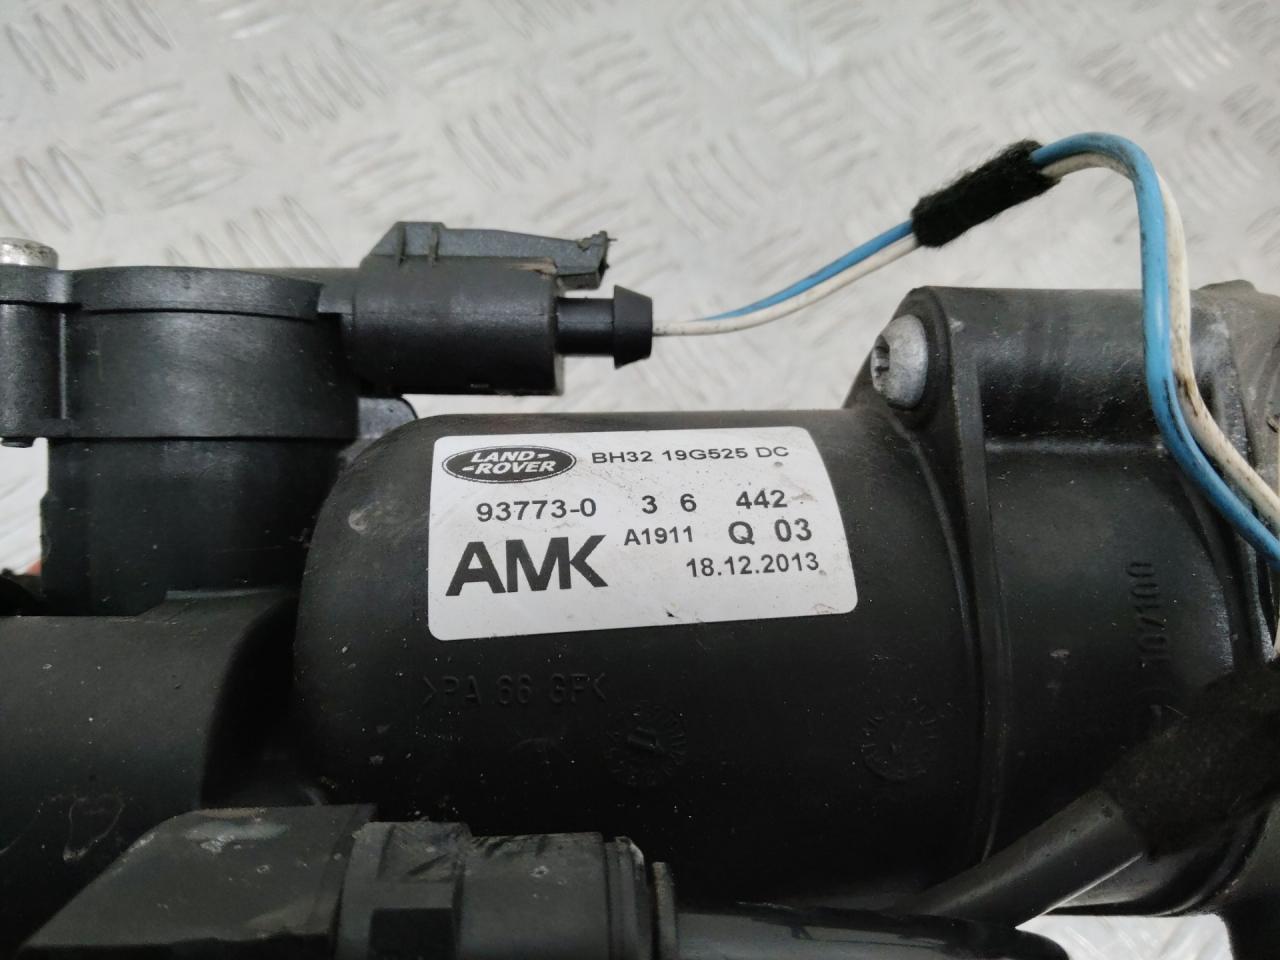 LAND-
-ROVER
BH32 19G525 DC
93773-0 3 6 442
AMK A1911 Q 03
18.12.2013
>PA 66 GF<
107100